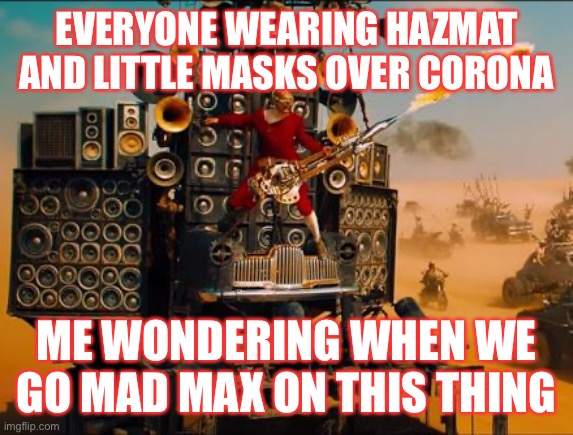 EVERYONE WEARING HAZMAT
AND LITTLE MASKS OVER CORONA
ME WONDERING WHEN WE
GO MAD MAX ON THIS THING
imgflip.com